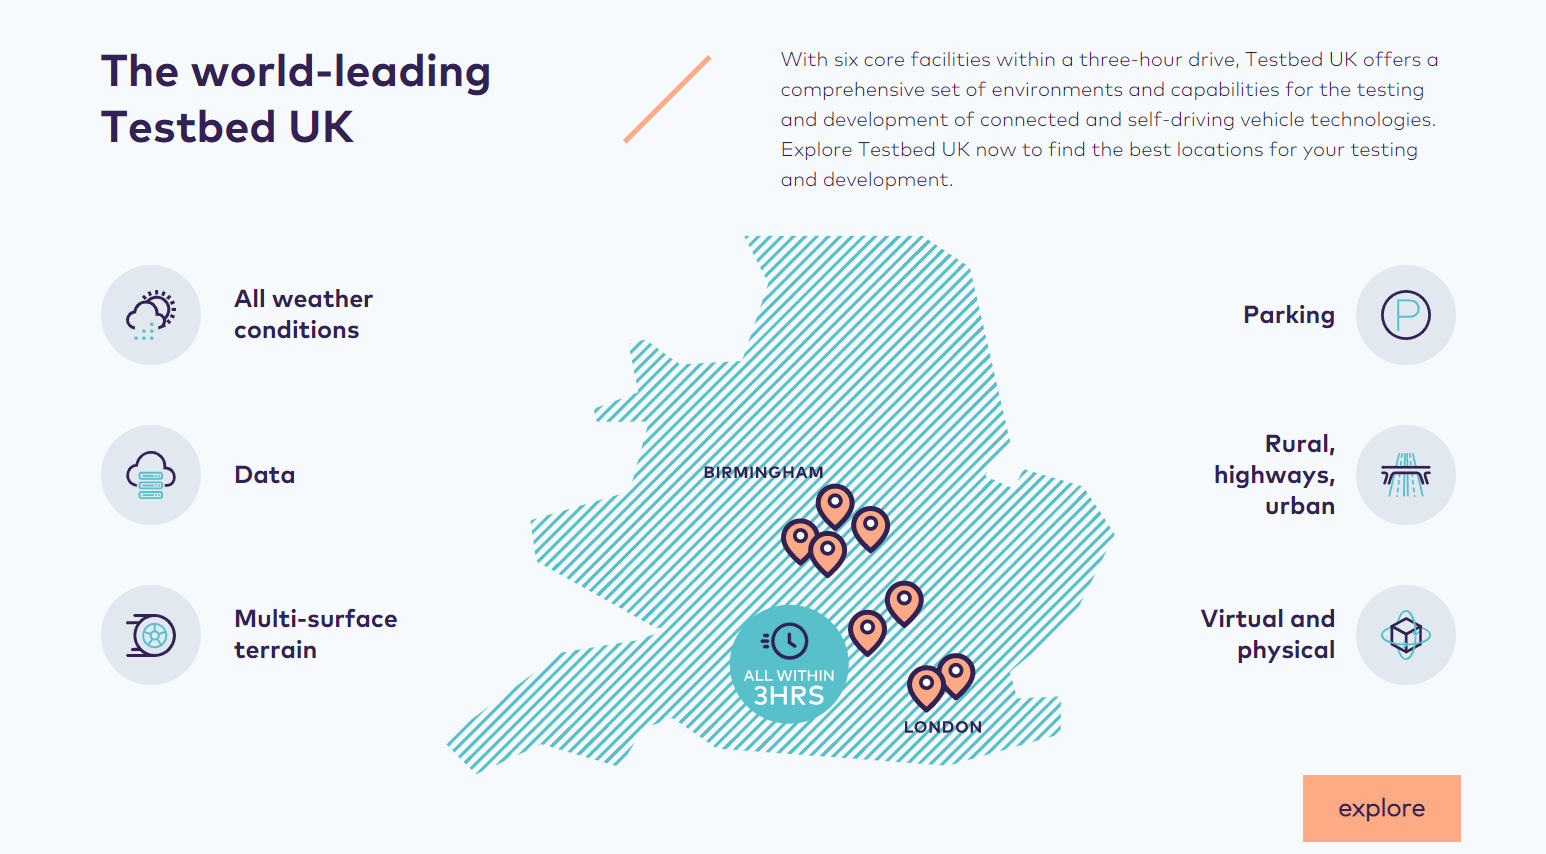 The world-leading
Testbed UK
With six core facilities within a three-hour drive, Testbed UK offers a
comprehensive set of environments and capabilities for the testing
and development of connected and self-driving vehicle technologies.
Explore Testbed UK now to find the best locations for your testing
and development.
All weather
conditions
Data
Multi-surface
terrain
BIRMINGHAM
ALL WITHIN
3HRS
LONDON
P
Parking
Rural,
highways,
urban
Virtual and
physical
explore